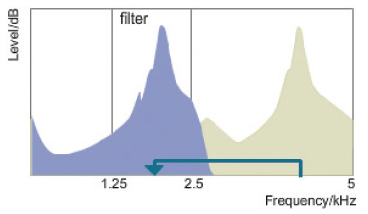 filter
Level/dB
1.25
2.5
5
Frequency/kHz